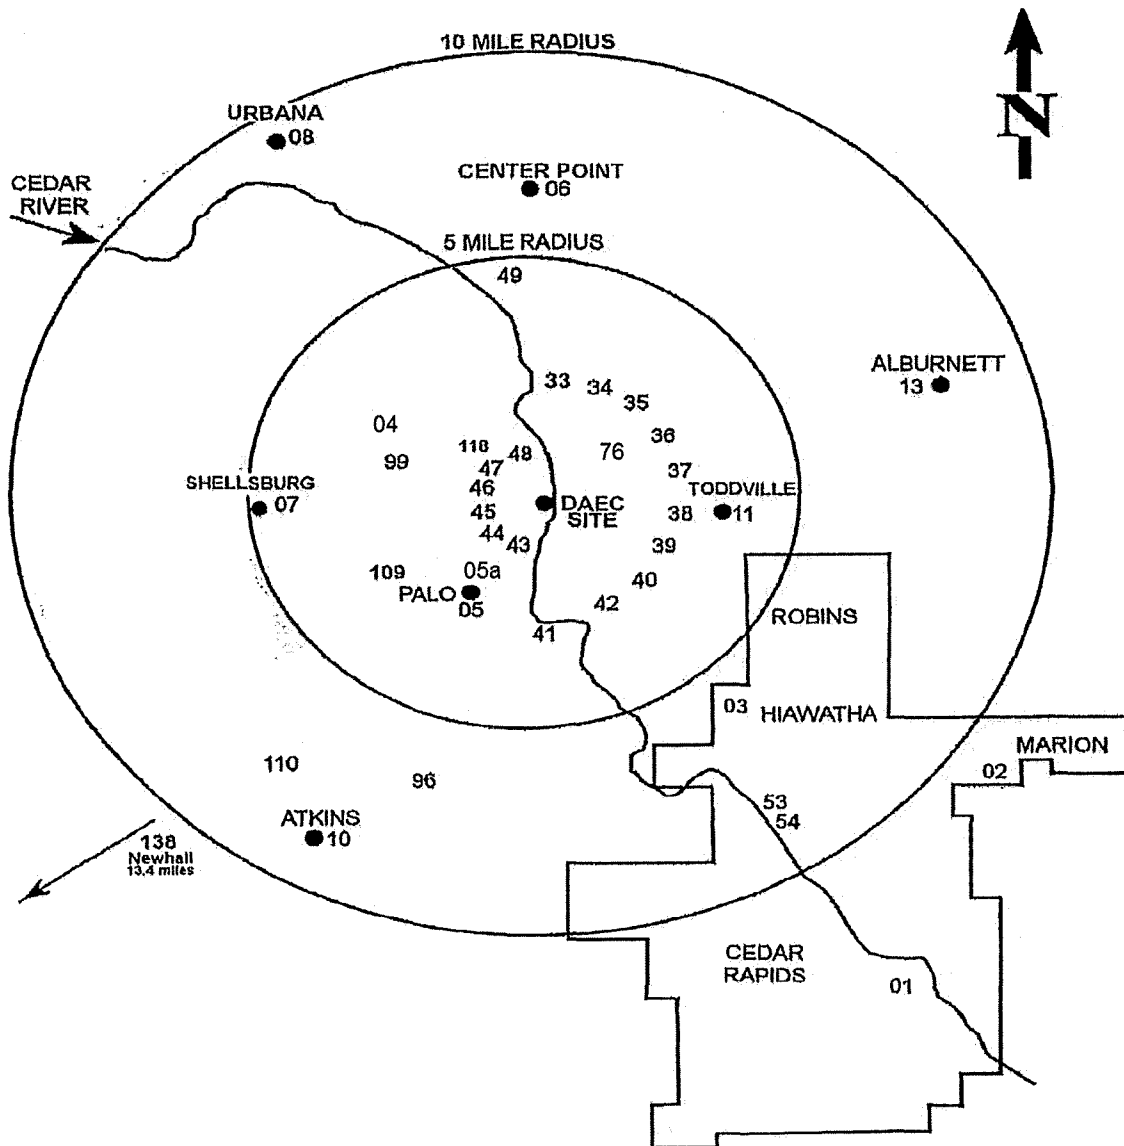 10 MILE RADIUS
N
URBANA
08
CEDAR
RIVER
CENTER POINT
06
5 MILE RADIUS
49
ALBURNETT
13
33
34
35
04
36
118
48
76
99
47
37
SHELLSBURG
07
46
TODDVILLE
11
DAEC
SITE
45
38
44
43
39
109
05a
40
PALO
05
42
41
ROBINS
03
HIAWATHA
MARION
02
110
96
53
54
ATKINS
10
138
Newhall
13.4 miles
CEDAR
RAPIDS
01